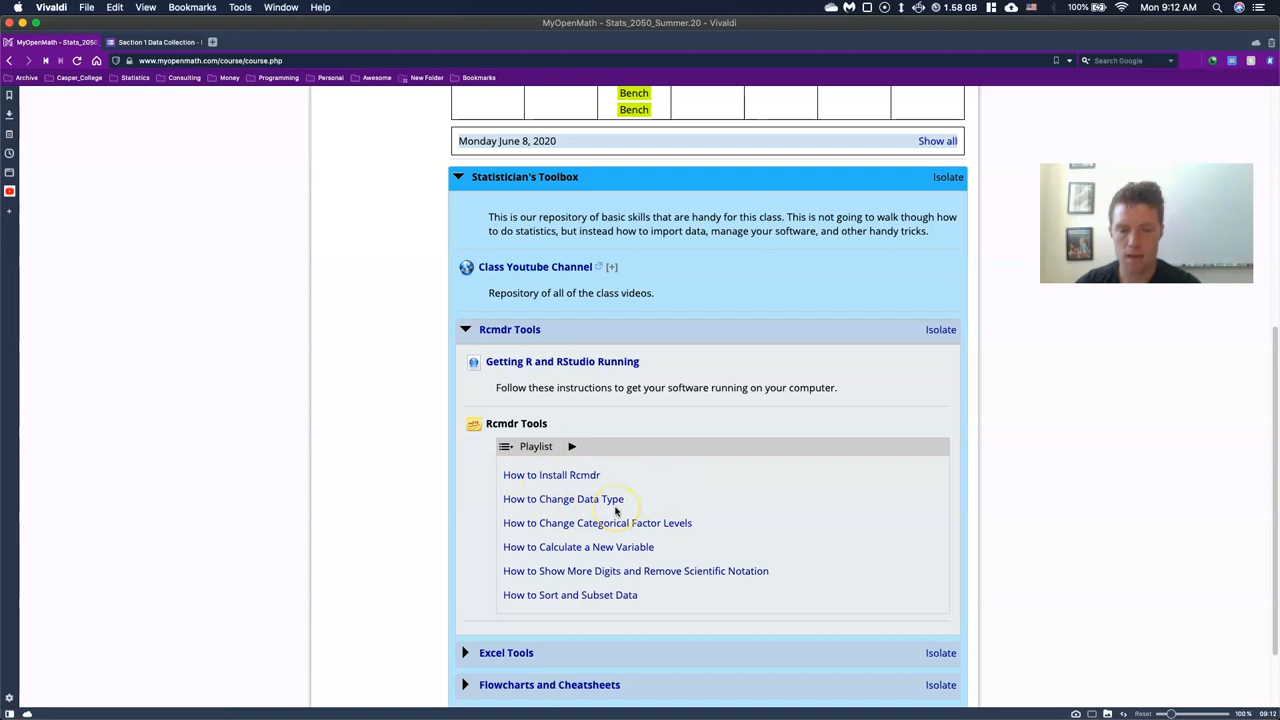 Vivaldi File Edit View Bookmarks Tools Window Help 1.58 GB 100% Mon 9:12 AM
MyOpenMath - Stats_2050_Summer.20 - Vivaldi
MyOpenMath - Stats_2050 Section 1 Data Collection -
www.myopenmath.com/course/course.php Search Google
Archive Casper_College Statistics Consulting Money Programming Personal Awesome New Folder Bookmarks
Bench
Bench
Monday June 8, 2020 Show all
Statistician's Toolbox Isolate
This is our repository of basic skills that are handy for this class. This is not going to walk though how
to do statistics, but instead how to import data, manage your software, and other handy tricks.
Class Youtube Channel [+]
Repository of all of the class videos.
Rcmdr Tools Isolate
Getting R and RStudio Running
Follow these instructions to get your software running on your computer.
Rcmdr Tools
Playlist
How to Install Rcmdr
How to Change Data Type
How to Change Categorical Factor Levels
How to Calculate a New Variable
How to Show More Digits and Remove Scientific Notation
How to Sort and Subset Data
Excel Tools Isolate
Flowcharts and Cheatsheets Isolate
Reset 100 % 09:12